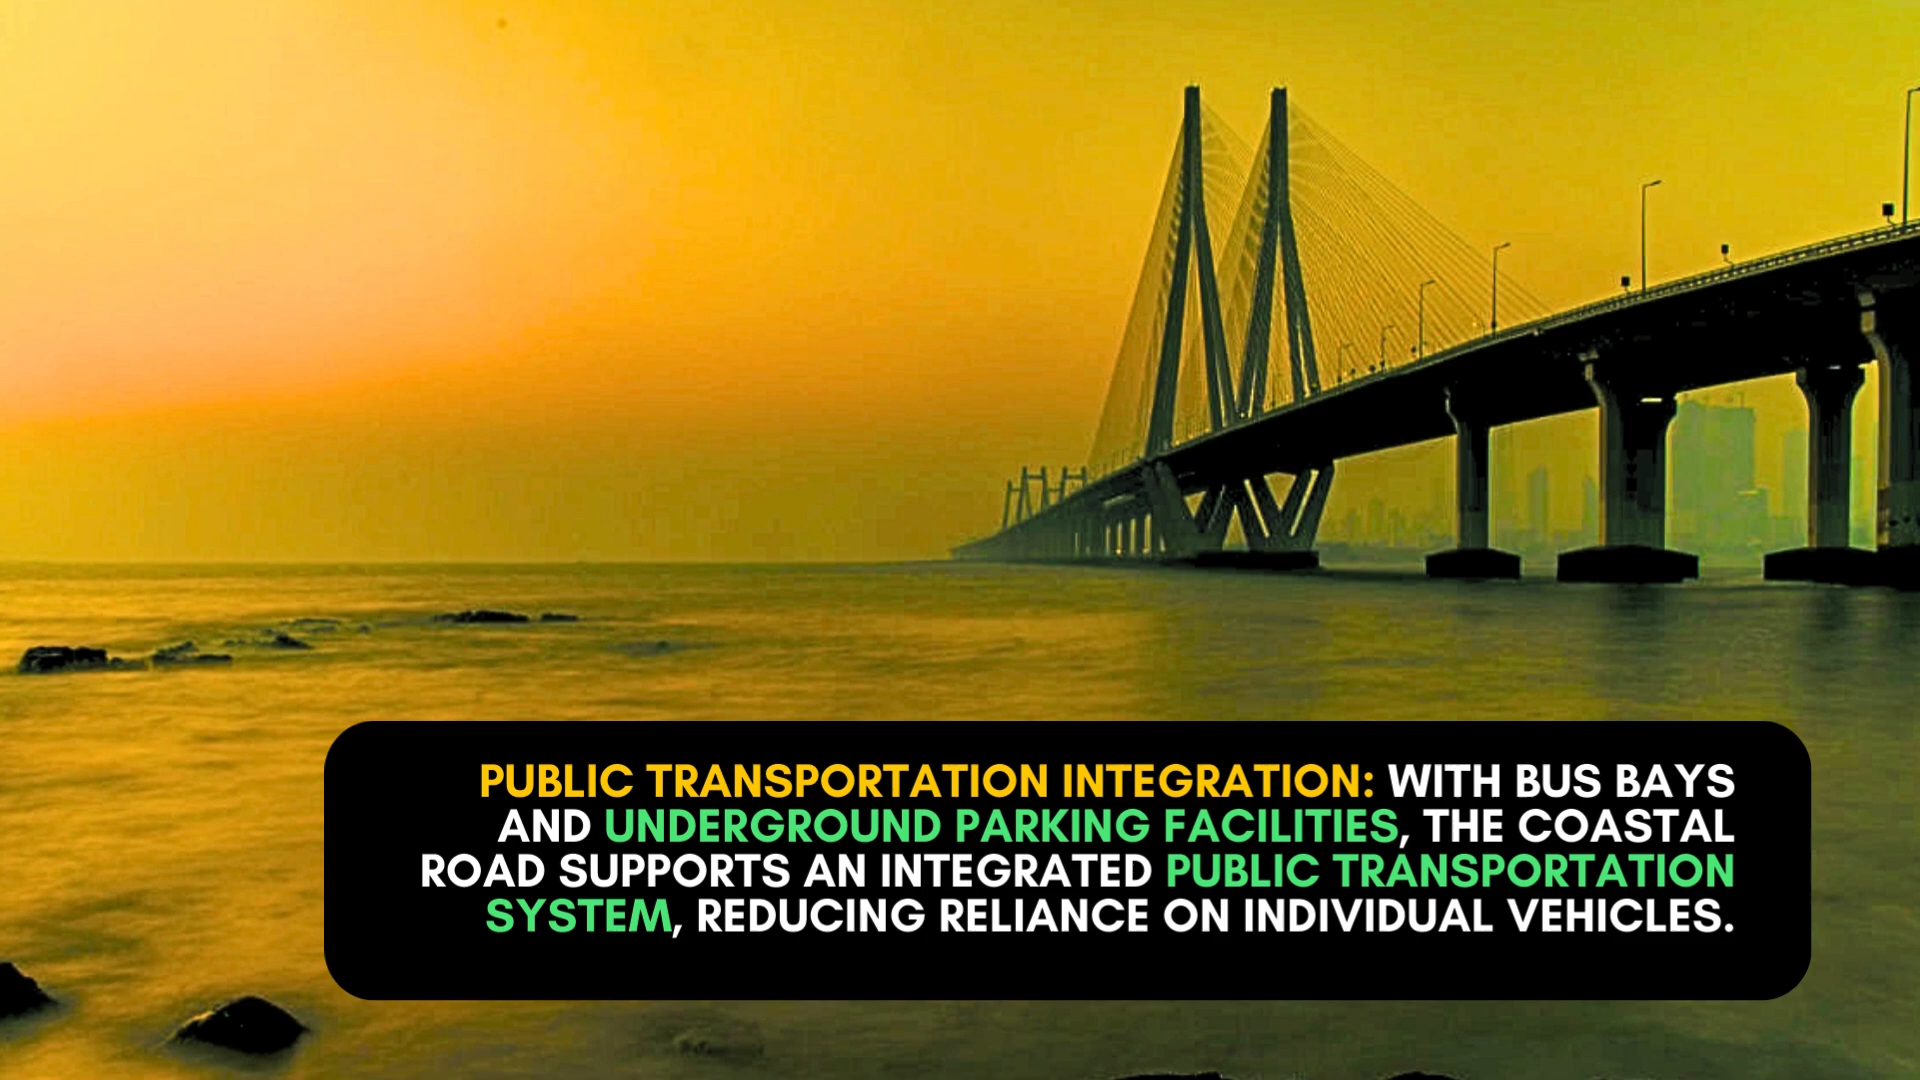 PUBLIC TRANSPORTATION INTEGRATION: WITH BUS BAYS
AND UNDERGROUND PARKING FACILITIES, THE COASTAL
ROAD SUPPORTS AN INTEGRATED PUBLIC TRANSPORTATION
SYSTEM, REDUCING RELIANCE ON INDIVIDUAL VEHICLES.